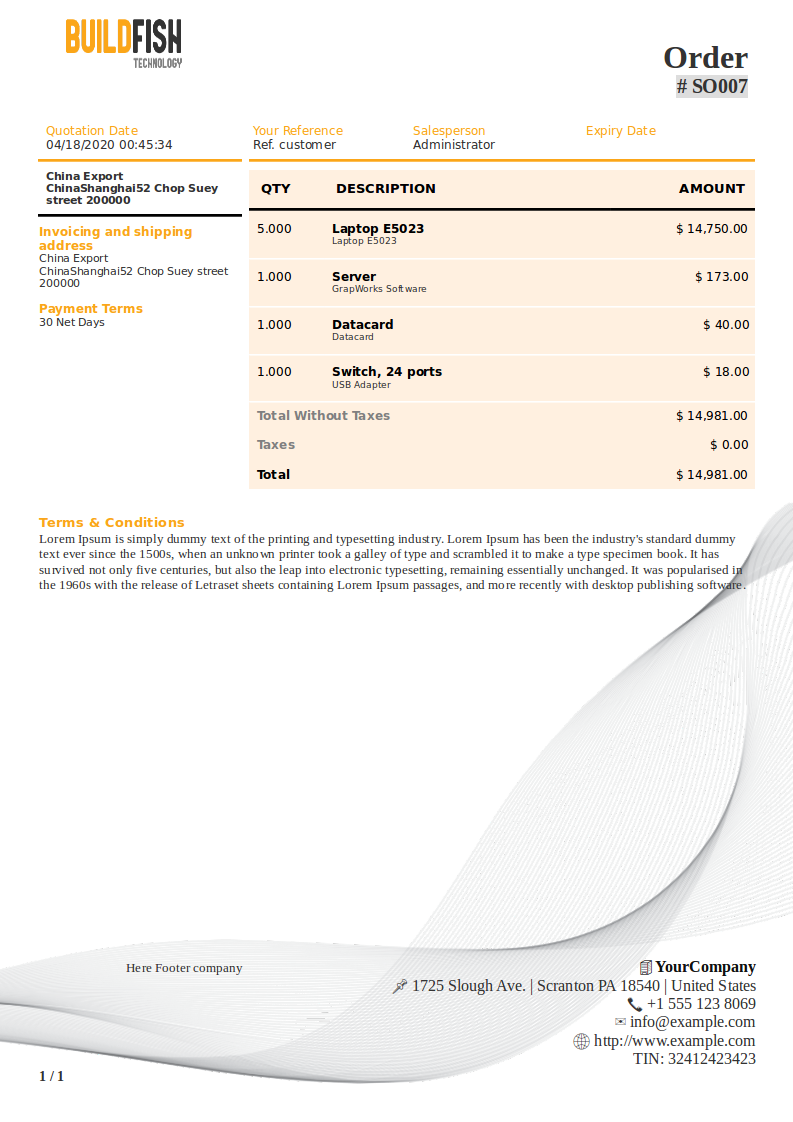 BUILDFISH
TECHNOLOGY
Order
# SO007
Quotation Date Your Reference Salesperson Expiry Date
04/18/2020 00:45:34 Ref. customer Administrator
China Export
ChinaShanghai52 Chop Suey
street 200000
Invoicing and shipping
address
China Export
ChinaShanghai52 Chop Suey street
200000
Payment Terms
30 Net Days
QTY DESCRIPTION AMOUNT
5.000 Laptop E5023 $ 14,750.00
Laptop E5023
1.000 Server $ 173.00
GrapWorks Software
1.000 Datacard $ 40.00
Datacard
1.000 Switch, 24 ports $ 18.00
USB Adapter
Total Without Taxes $ 14,981.00
Taxes $ 0.00
Total $ 14,981.00
Terms & Conditions
Lorem Ipsum is simply dummy text of the printing and typesetting industry. Lorem Ipsum has been the industry's standard dummy
text ever since the 1500s, when an unknown printer took a galley of type and scrambled it to make a type specimen book. It has
survived not only five centuries, but also the leap into electronic typesetting, remaining essentially unchanged. It was popularised in
the 1960s with the release of Letraset sheets containing Lorem Ipsum passages, and more recently with desktop publishing software.
Here Footer company
YourCompany
1725 Slough Ave. | Scranton PA 18540 | United States
+1 555 123 8069
info@example.com
http://www.example.com
TIN: 32412423423
1 / 1